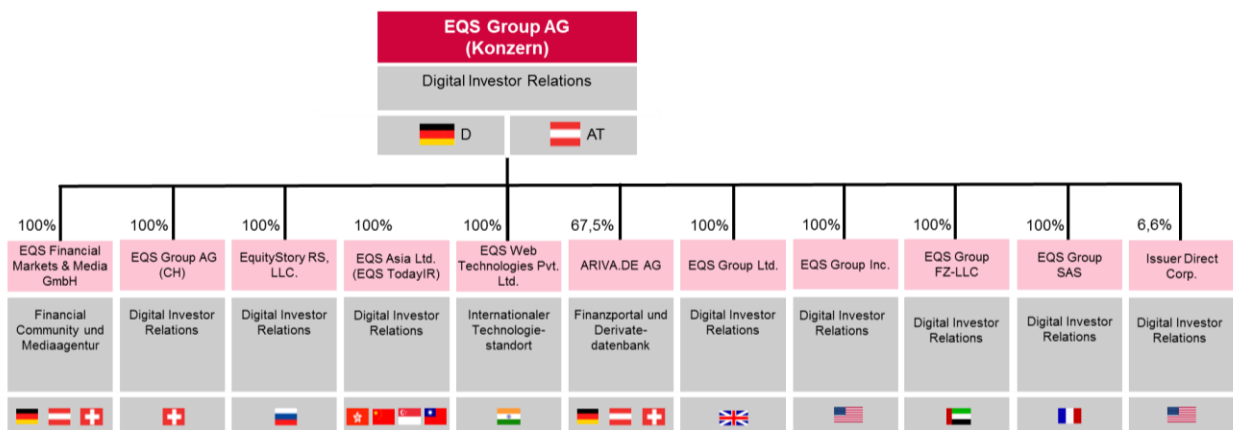 EQS Group AG
(Konzern)
Digital Investor Relations
D
AT
100%
100%
100%
100%
100%
67,5%
100%
100%
100%
100%
6,6%
EQS Financial
Markets & Media
GmbH
EQS Group AG
(CH)
EquityStory RS,
LLC.
EQS Asia Ltd.
(EQS TodayIR)
EQS Web
Technologies Pvt.
Ltd.
ARIVA.DE AG
EQS Group Ltd.
EQS Group Inc.
EQS Group
FZ-LLC
EQS Group
SAS
Issuer Direct
Corp.
Financial
Community und
Mediaagentur
Digital Investor
Relations
Digital Investor
Relations
Digital Investor
Relations
Internationaler
Technologie-
standort
Finanzportal und
Derivate-
datenbank
Digital Investor
Relations
Digital Investor
Relations
Digital Investor
Relations
Digital Investor
Relations
Digital Investor
Relations